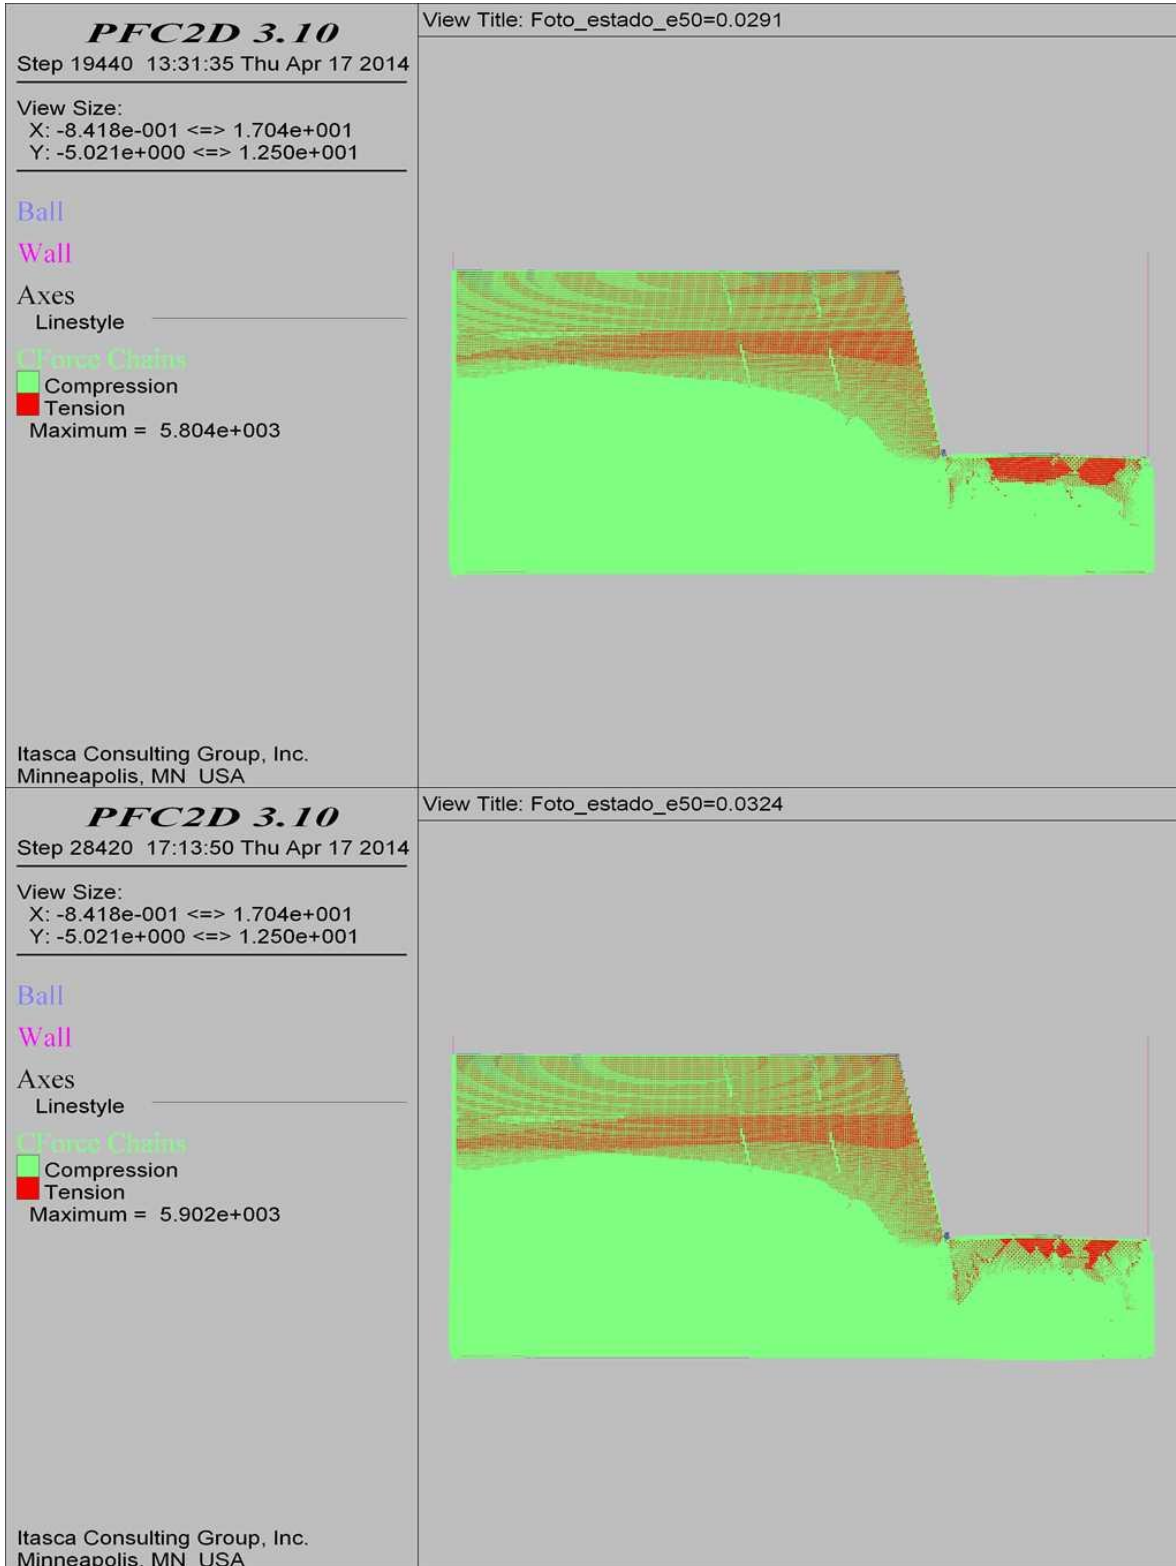 PFC2D 3.10
Step 19440 13:31:35 Thu Apr 17 2014
View Size:
X: -8.418e-001 <=> 1.704e+001
Y: -5.021e+000 <=> 1.250e+001
Ball
Wall
Axes
Linestyle
CForce Chains
Compression
Tension
Maximum = 5.804e+003
Itasca Consulting Group, Inc.
Minneapolis, MN USA
View Title: Foto_estado_e50=0.0291
PFC2D 3.10
Step 28420 17:13:50 Thu Apr 17 2014
View Size:
X: -8.418e-001 <=> 1.704e+001
Y: -5.021e+000 <=> 1.250e+001
Ball
Wall
Axes
Linestyle
CForce Chains
Compression
Tension
Maximum = 5.902e+003
Itasca Consulting Group, Inc.
Minneapolis, MN USA
View Title: Foto_estado_e50=0.0324